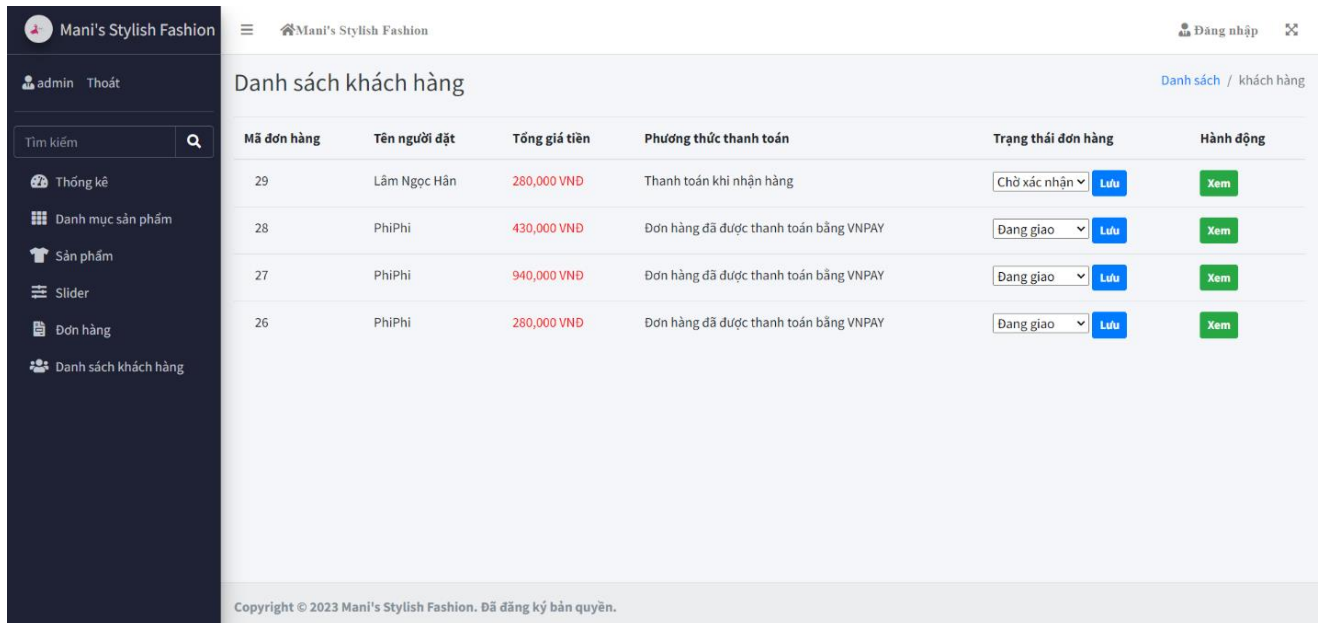 Mani's Stylish Fashion
Mani's Stylish Fashion
Đăng nhập
admin Thoát
Danh sách khách hàng
Danh sách / khách hàng
Tìm kiếm
Mã đơn hàng Tên người đặt Tổng giá tiền Phương thức thanh toán Trạng thái đơn hàng Hành động
29 Lâm Ngọc Hân 280,000 VNĐ Thanh toán khi nhận hàng Chờ xác nhận Lưu Xem
28 PhiPhi 430,000 VNĐ Đơn hàng đã được thanh toán bằng VNPAY Đang giao Lưu Xem
27 PhiPhi 940,000 VNĐ Đơn hàng đã được thanh toán bằng VNPAY Đang giao Lưu Xem
26 PhiPhi 280,000 VNĐ Đơn hàng đã được thanh toán bằng VNPAY Đang giao Lưu Xem
Thống kê
Danh mục sản phẩm
Sản phẩm
Slider
Đơn hàng
Danh sách khách hàng
Copyright © 2023 Mani's Stylish Fashion. Đã đăng ký bản quyền.